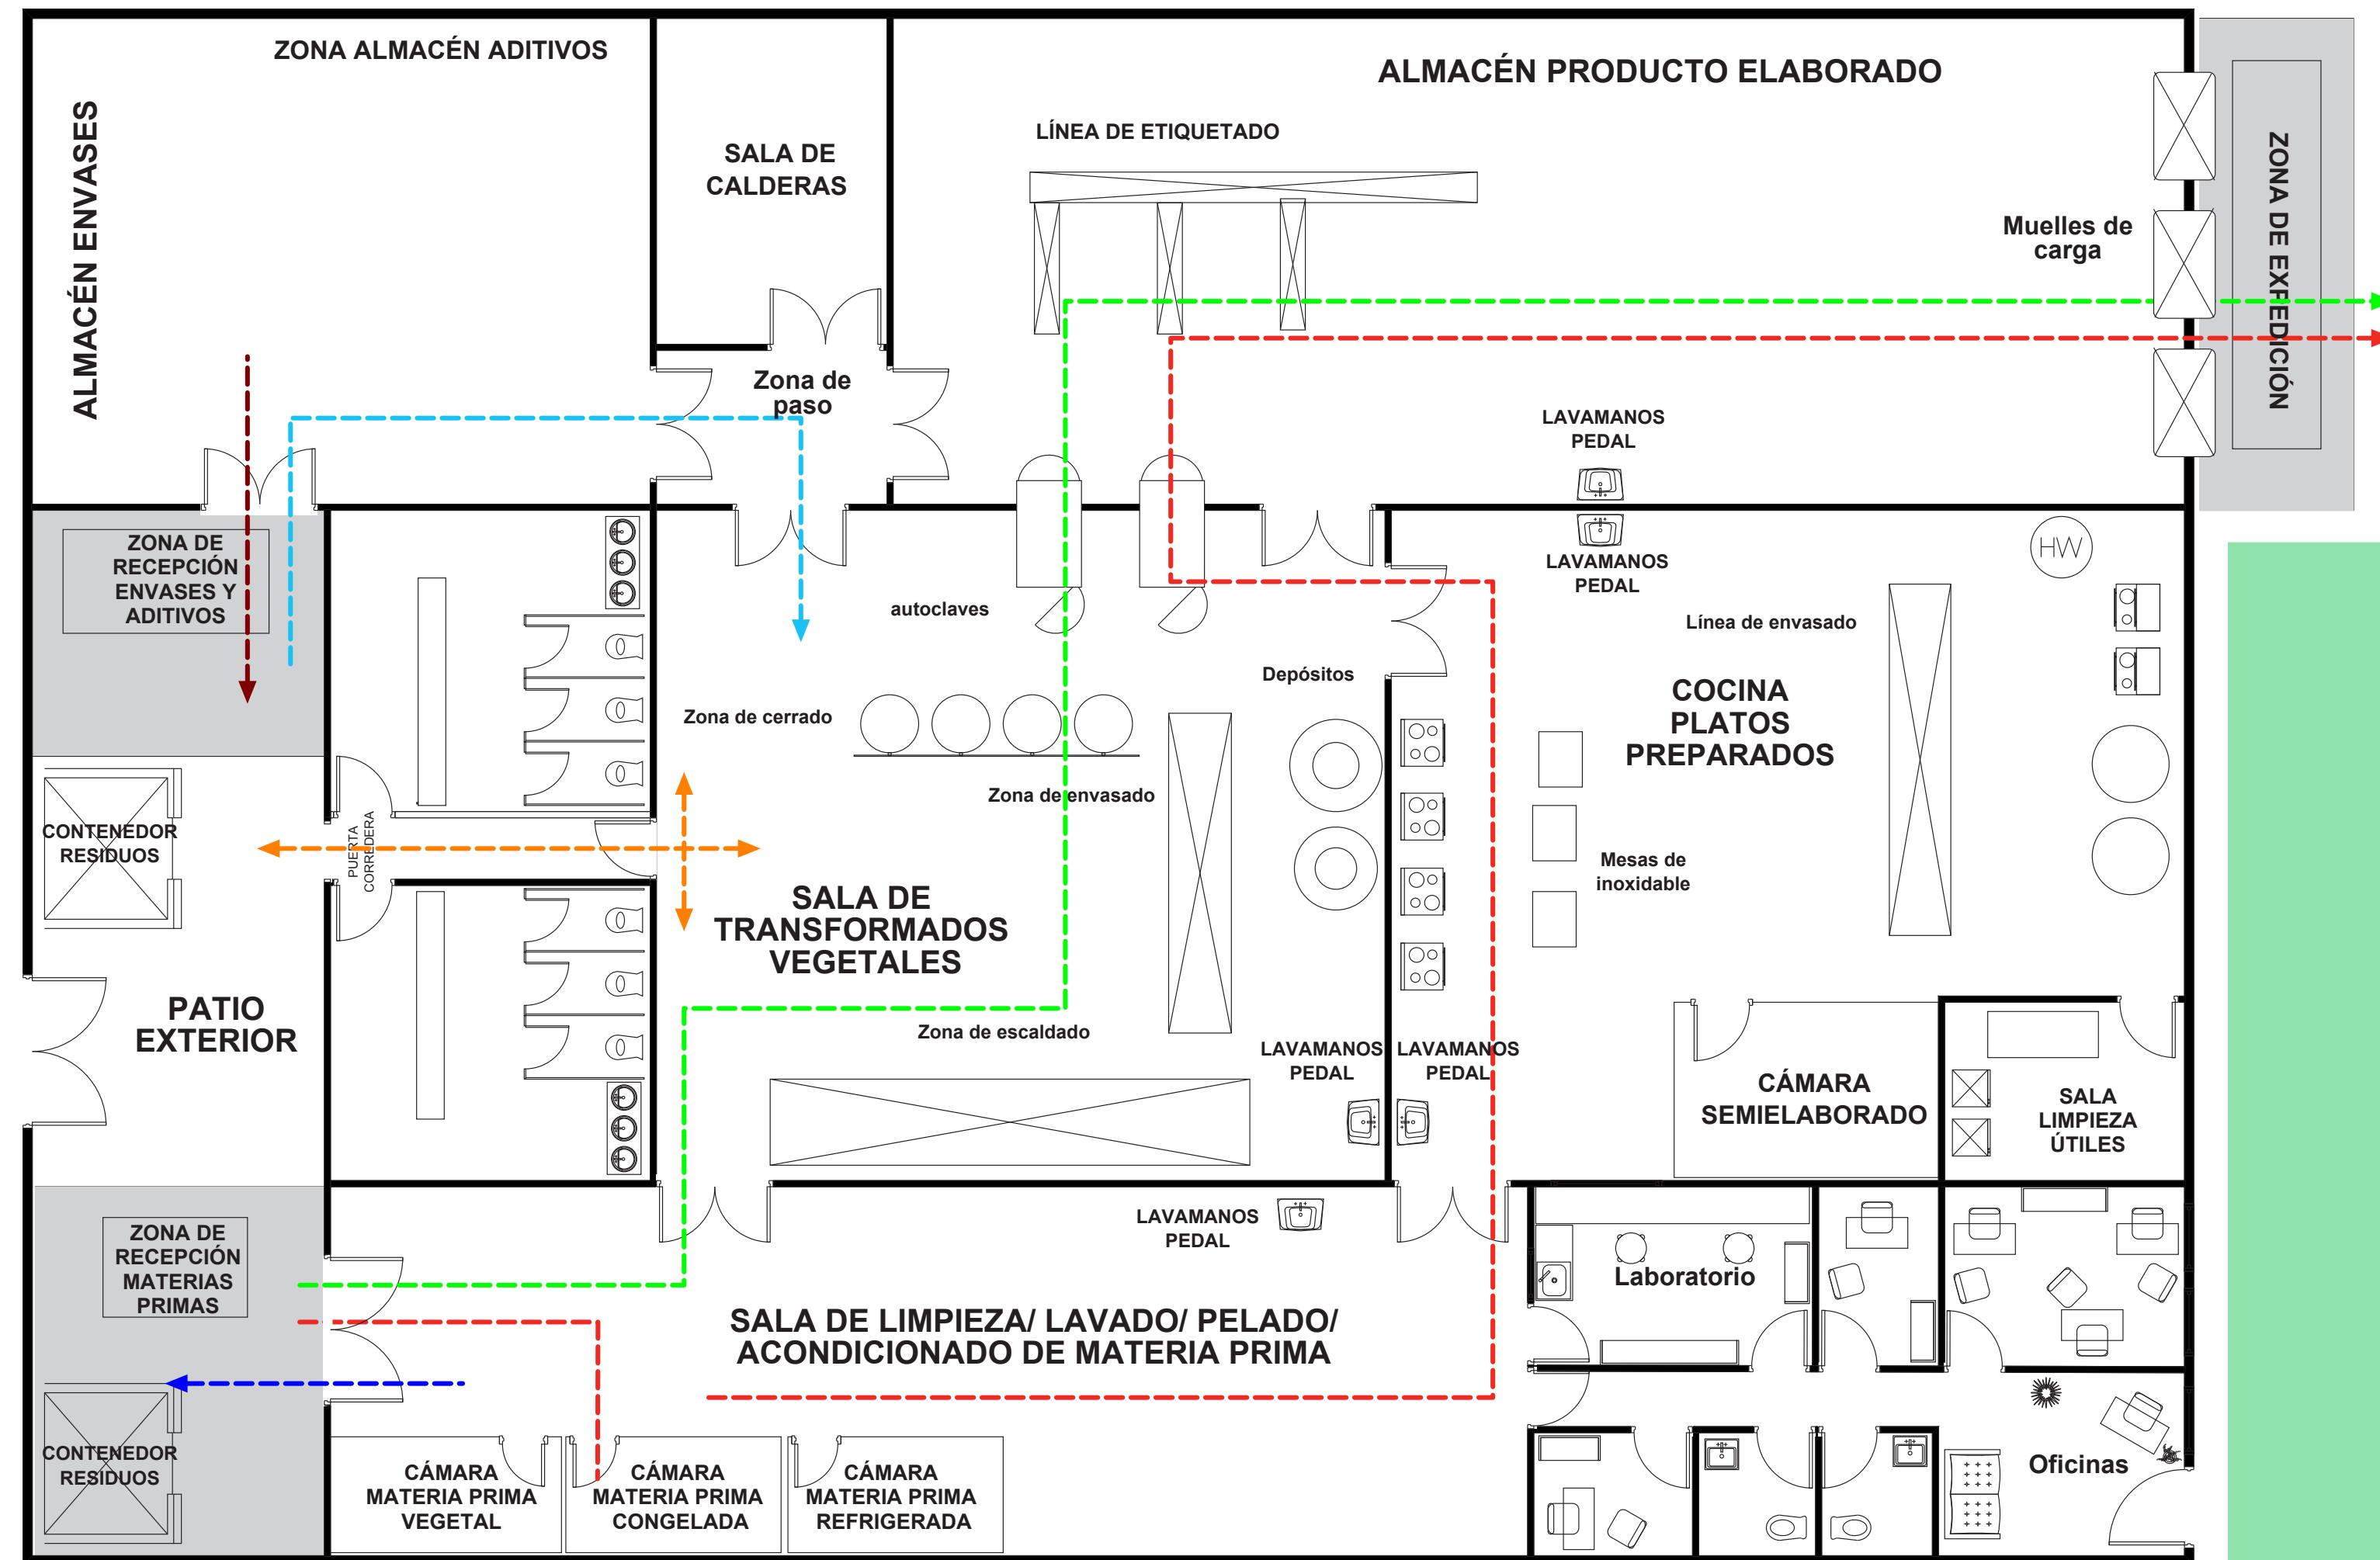 ZONA ALMACÉN ADITIVOS
ALMACÉN ENVASES
SALA DE
CALDERAS
ALMACÉN PRODUCTO ELABORADO
LÍNEA DE ETIQUETADO
Muelles de
carga
ZONA DE EXPEDICIÓN
Zona de
paso
LAVAMANOS
PEDAL
LAVAMANOS
PEDAL
HW
ZONA DE
RECEPCIÓN
ENVASES Y
ADITIVOS
autoclaves
Línea de envasado
Depósitos
Zona de cerrado
COCINA
PLATOS
PREPARADOS
Zona de envasado
CONTENEDOR
RESIDUOS
PUERTA
CORREDERA
Mesas de
inoxidable
SALA DE
TRANSFORMADOS
VEGETALES
PATIO
EXTERIOR
Zona de escaldado
LAVAMANOS
PEDAL
LAVAMANOS
PEDAL
CÁMARA
SEMIELABORADO
SALA
LIMPIEZA
ÚTILES
ZONA DE
RECEPCIÓN
MATERIAS
PRIMAS
LAVAMANOS
PEDAL
Laboratorio
SALA DE LIMPIEZA/ LAVADO/ PELADO/
ACONDICIONADO DE MATERIA PRIMA
CONTENEDOR
RESIDUOS
CÁMARA
MATERIA PRIMA
VEGETAL
CÁMARA
MATERIA PRIMA
CONGELADA
CÁMARA
MATERIA PRIMA
REFRIGERADA
Oficinas